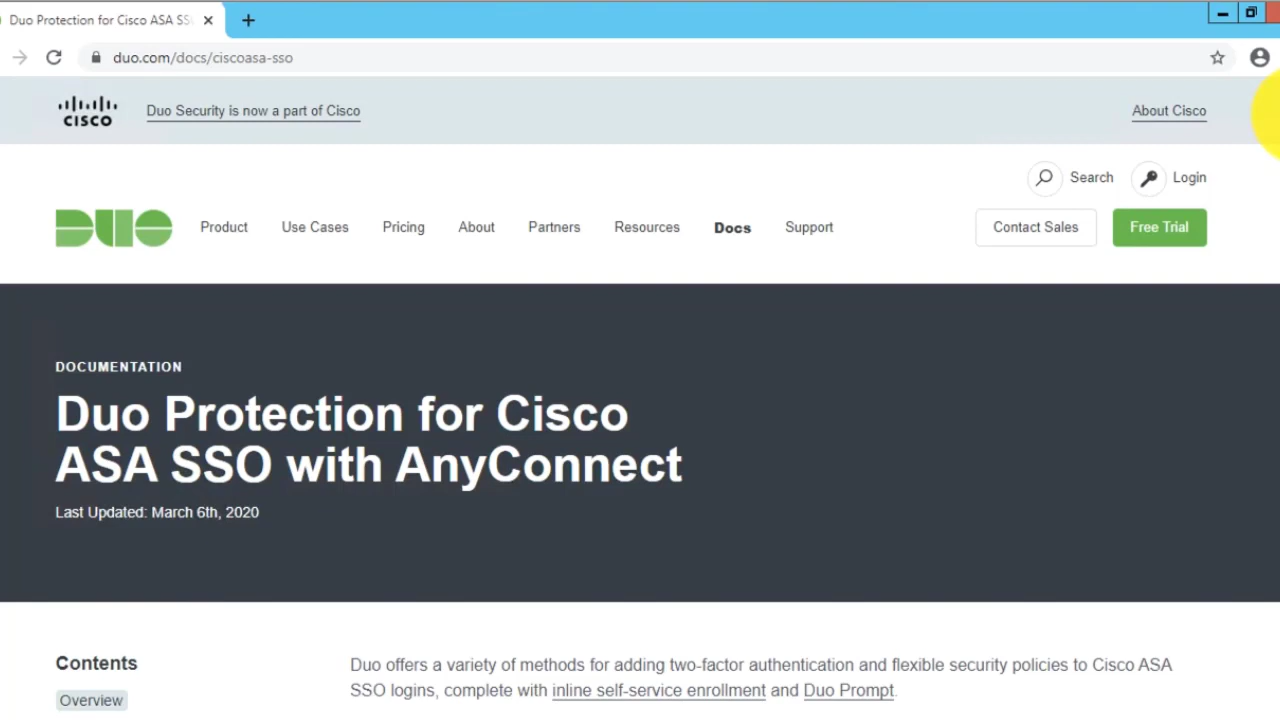 Duo Protection for Cisco ASA SS
duo.com/docs/ciscoasa-sso
CISCO
Duo Security is now a part of Cisco
About Cisco
Search
Login
DUO
Product
Use Cases
Pricing
About
Partners
Resources
Docs
Support
Contact Sales
Free Trial
DOCUMENTATION
Duo Protection for Cisco
ASA SSO with AnyConnect
Last Updated: March 6th, 2020
Contents
Overview
Duo offers a variety of methods for adding two-factor authentication and flexible security policies to Cisco ASA
SSO logins, complete with inline self-service enrollment and Duo Prompt.